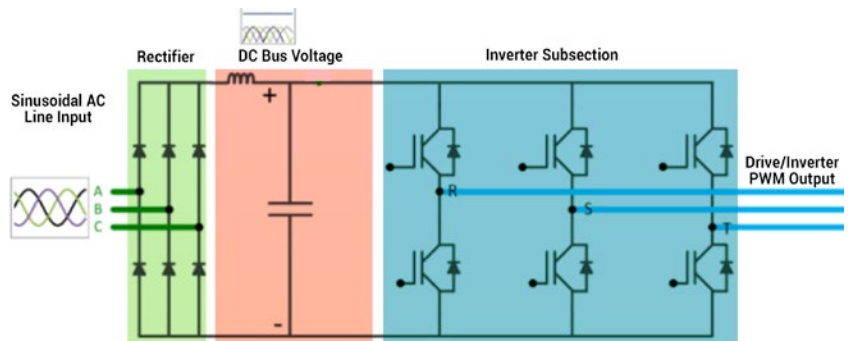 Rectifier
DC Bus Voltage
Inverter Subsection
Sinusoidal AC
Line Input
+
Drive/Inverter
PWM Output
A
R
B
S
C
T
-